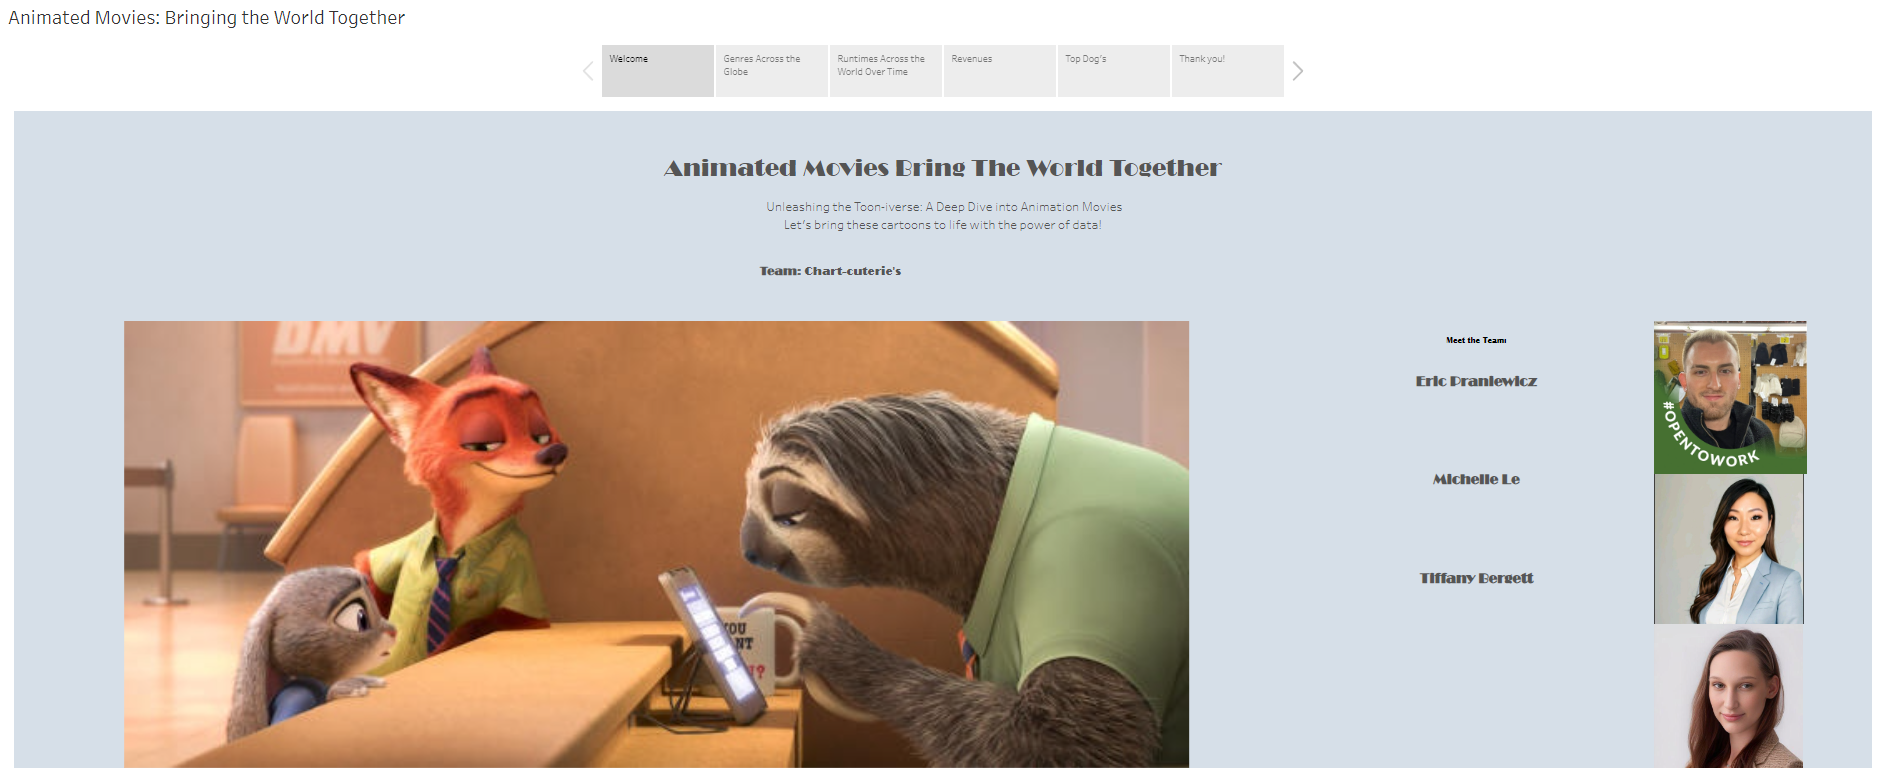 Animated Movies: Bringing the World Together
Welcome
Genres Across the
Globe
Runtimes Across the
World Over Time
Revenues
Top Dog's
Thank you!
Animated Movies Bring The World Together
Unleashing the Toon-iverse: A Deep Dive into Animation Movies
Let's bring these cartoons to life with the power of data!
Team: Chart-cuterie's
DMV
Meet the Team:
Eric Praniewicz
#OPENTOWORK
Michelle Le
Tiffany Bergett